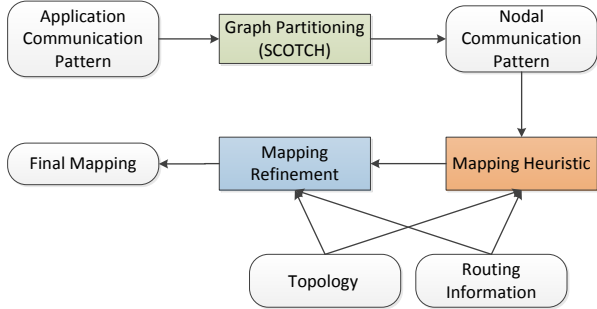 Application
Communication
Pattern
Graph Partitioning
(SCOTCH)
Nodal
Communication
Pattern
Final Mapping
Mapping
Refinement
Mapping Heuristic
Topology
Routing
Information